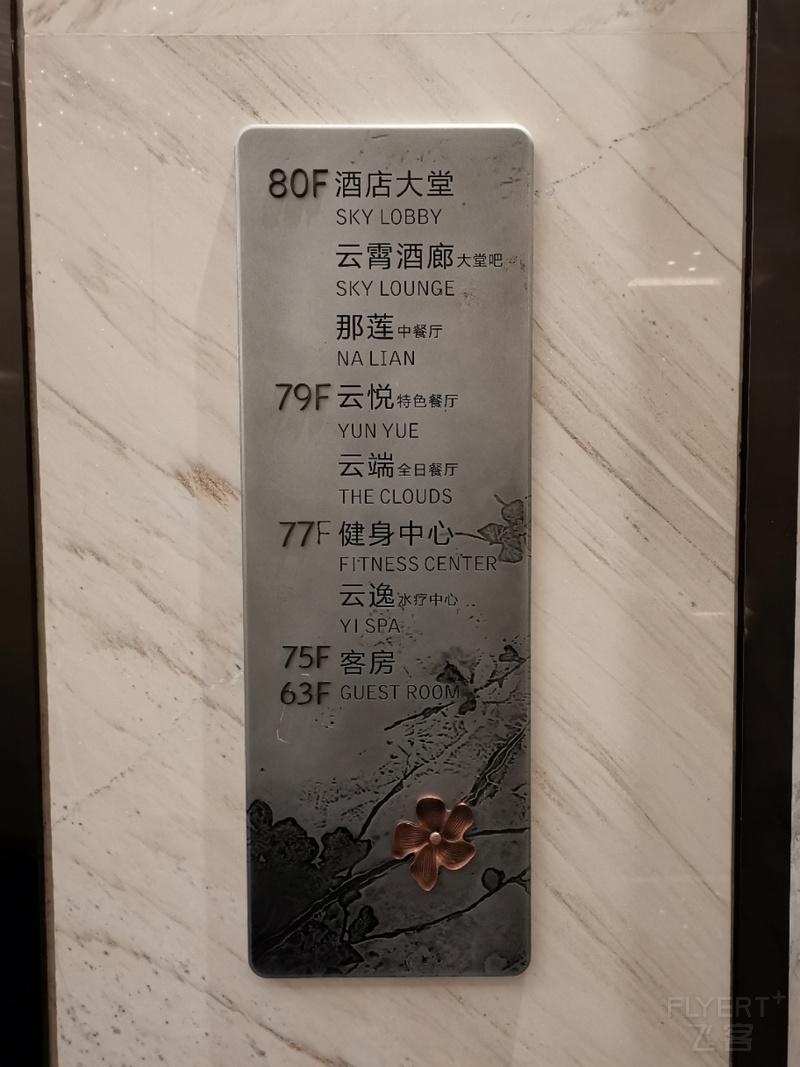 80F 酒店大堂
SKY LOBBY
云霄酒廊 大堂吧
SKY LOUNGE
那莲 中餐厅
NA LIAN
79F 云悦 特色餐厅
YUN YUE
云端 全日餐厅
THE CLOUDS
77F 健身中心
FITNESS CENTER
云逸 水疗中心
YI SPA
75F 客房
63F GUEST ROOM
FLYERT+
飞客